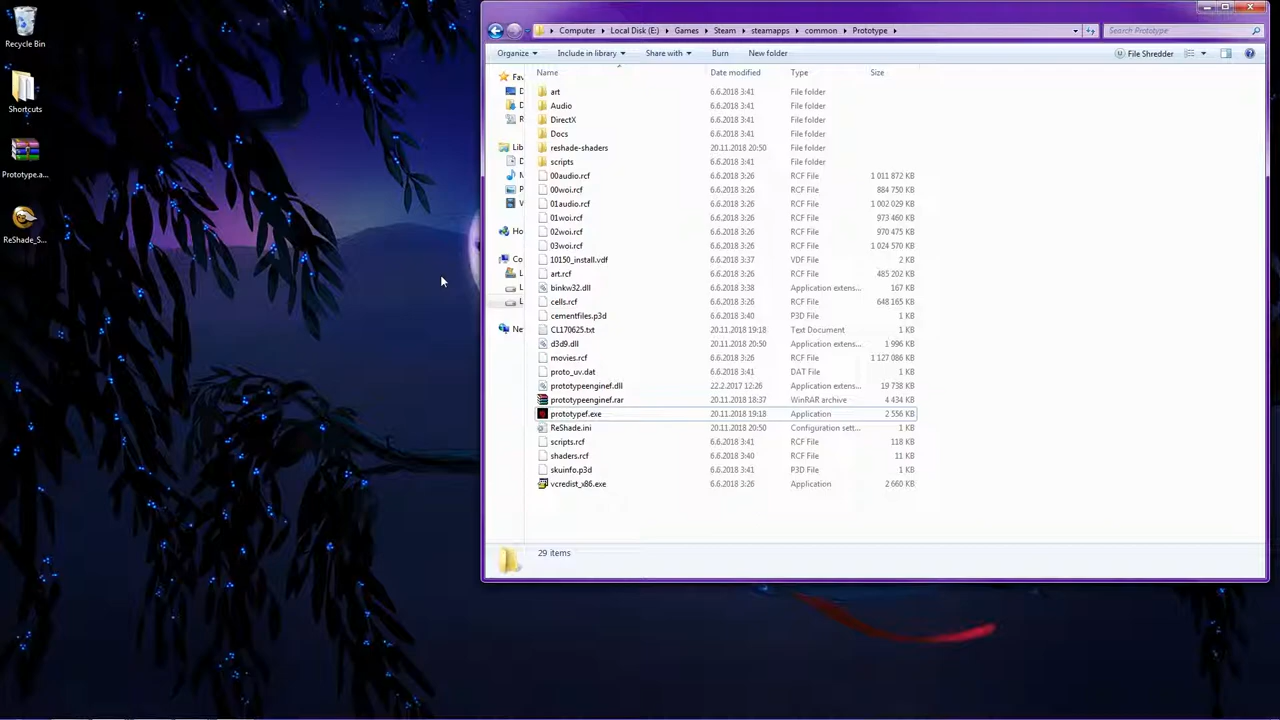 Recycle Bin
Shortcuts
Prototype.a...
ReShade_S...
Computer Local Disk (E:) Games Steam steamapps common Prototype
Search Prototype
Organize Include in library Share with Burn New folder File Shredder
Name Date modified Type Size
Fav
D
D
R
Lib
D
M
P
V
Ho
Co
L
L
L
Ne
art 6.6.2018 3:41 File folder
Audio 6.6.2018 3:41 File folder
DirectX 6.6.2018 3:41 File folder
Docs 6.6.2018 3:41 File folder
reshade-shaders 20.11.2018 20:50 File folder
scripts 6.6.2018 3:41 File folder
00audio.rcf 6.6.2018 3:26 RCF File 1 011 872 KB
00woi.rcf 6.6.2018 3:26 RCF File 884 750 KB
01audio.rcf 6.6.2018 3:26 RCF File 1 002 029 KB
01woi.rcf 6.6.2018 3:26 RCF File 973 460 KB
02woi.rcf 6.6.2018 3:26 RCF File 970 475 KB
03woi.rcf 6.6.2018 3:26 RCF File 1 024 570 KB
10150_install.vdf 6.6.2018 3:37 VDF File 2 KB
art.rcf 6.6.2018 3:26 RCF File 485 202 KB
binkw32.dll 6.6.2018 3:38 Application extens... 167 KB
cells.rcf 6.6.2018 3:26 RCF File 648 165 KB
cementfiles.p3d 6.6.2018 3:40 P3D File 1 KB
CL170625.txt 20.11.2018 19:18 Text Document 1 KB
d3d9.dll 20.11.2018 20:50 Application extens... 1 996 KB
movies.rcf 6.6.2018 3:26 RCF File 1 127 086 KB
proto_uv.dat 6.6.2018 3:41 DAT File 1 KB
prototypeenginef.dll 22.2.2017 12:26 Application extens... 19 738 KB
prototypeenginef.rar 20.11.2018 18:37 WinRAR archive 4 434 KB
prototypef.exe 20.11.2018 19:18 Application 2 556 KB
ReShade.ini 20.11.2018 20:50 Configuration sett... 1 KB
scripts.rcf 6.6.2018 3:41 RCF File 118 KB
shaders.rcf 6.6.2018 3:40 RCF File 11 KB
skuinfo.p3d 6.6.2018 3:41 P3D File 1 KB
vcredist_x86.exe 6.6.2018 3:26 Application 2 660 KB
29 items